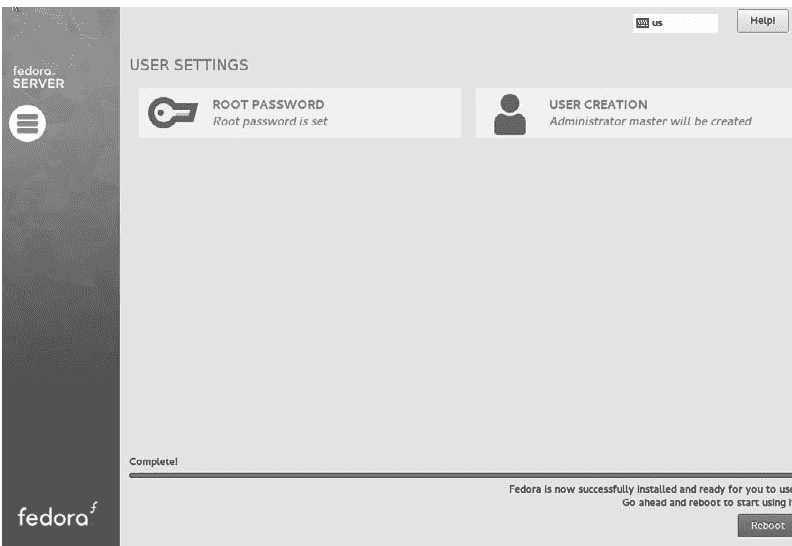 us
Help!
fedora
SERVER
USER SETTINGS
ROOT PASSWORD
Root password is set
USER CREATION
Administrator master will be created
Complete!
Fedora is now successfully installed and ready for you to use
Go ahead and reboot to start using
Reboot
fedora